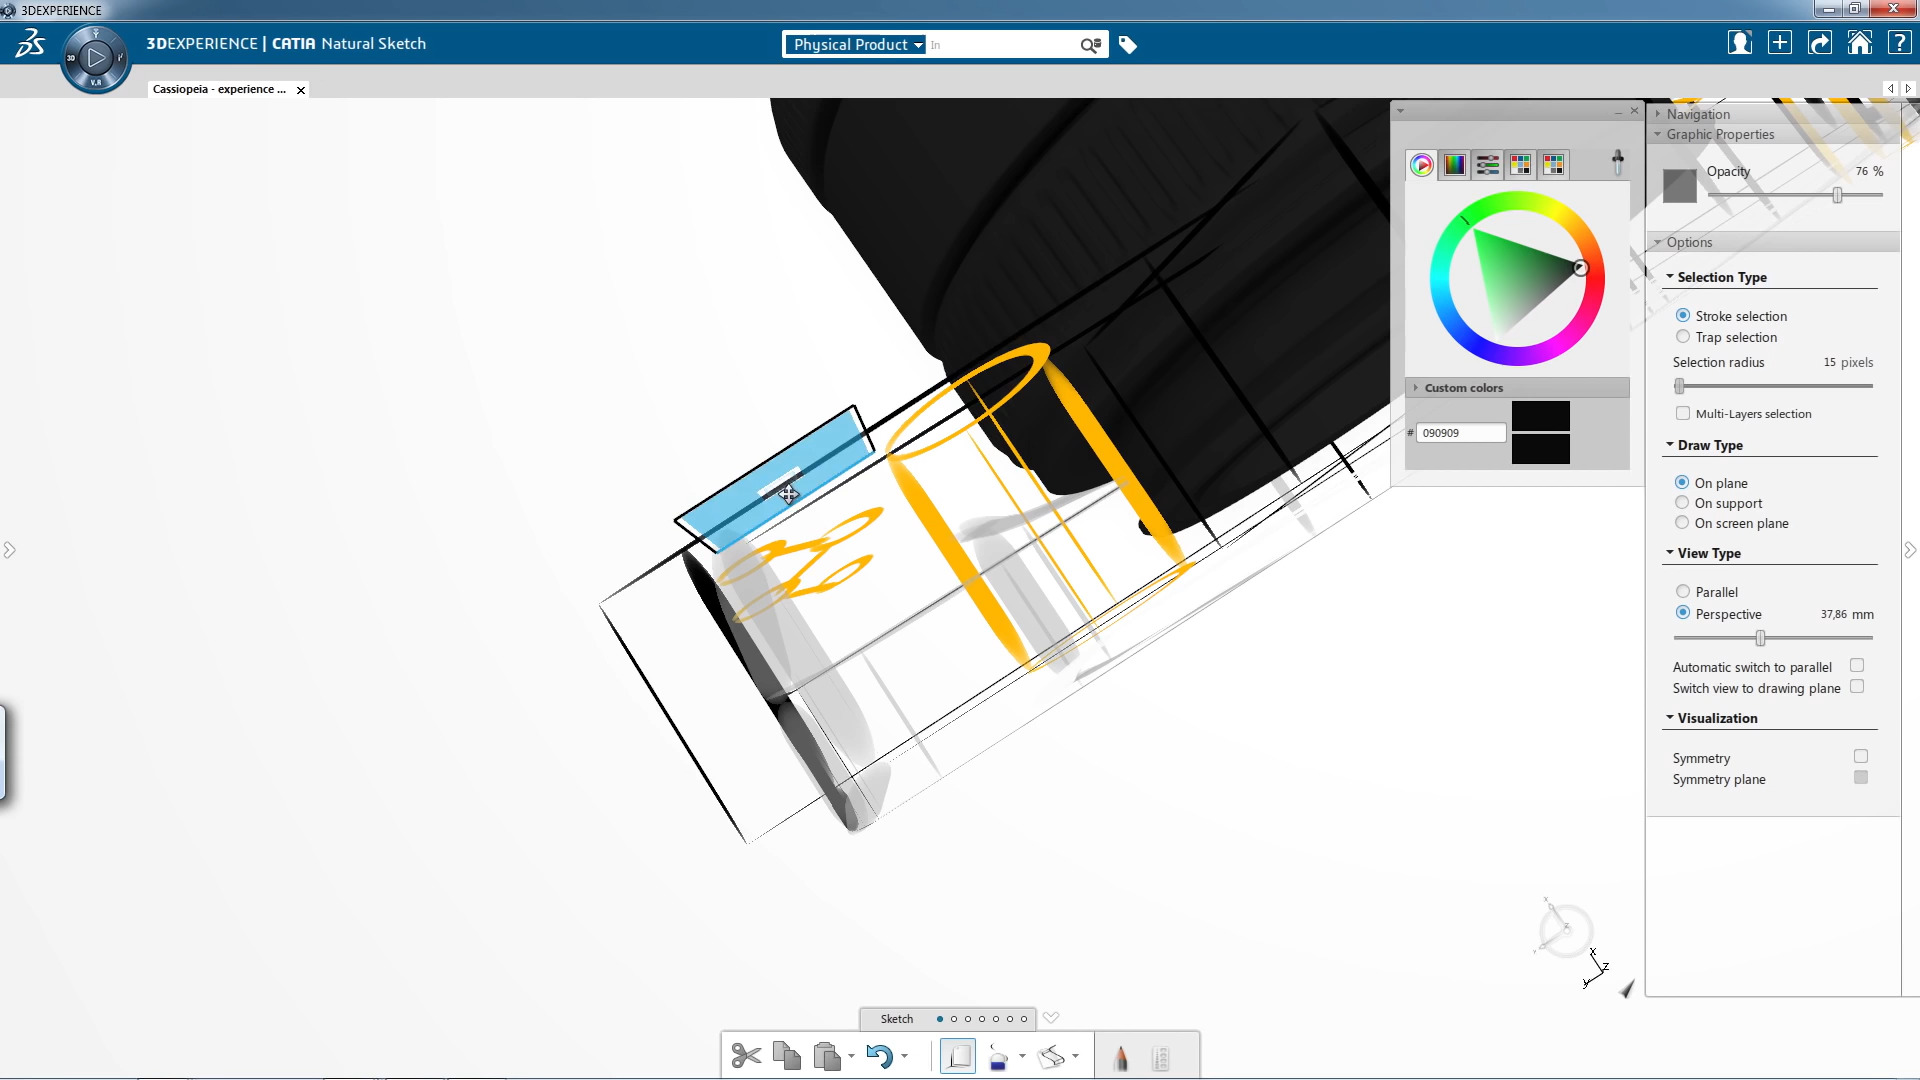 3DEXPERIENCE
3DEXPERIENCE | CATIA Natural Sketch
3D
V.R
Physical Product
In
?
Cassiopeia - experience ...
Navigation
Graphic Properties
Opacity
76 %
Options
Selection Type
Stroke selection
Trap selection
Selection radius
15 pixels
Multi-Layers selection
Draw Type
On plane
On support
On screen plane
View Type
Parallel
Perspective
37,86 mm
Automatic switch to parallel
Switch view to drawing plane
Visualization
Symmetry
Symmetry plane
Custom colors
# 090909
X
Z
Y
Sketch